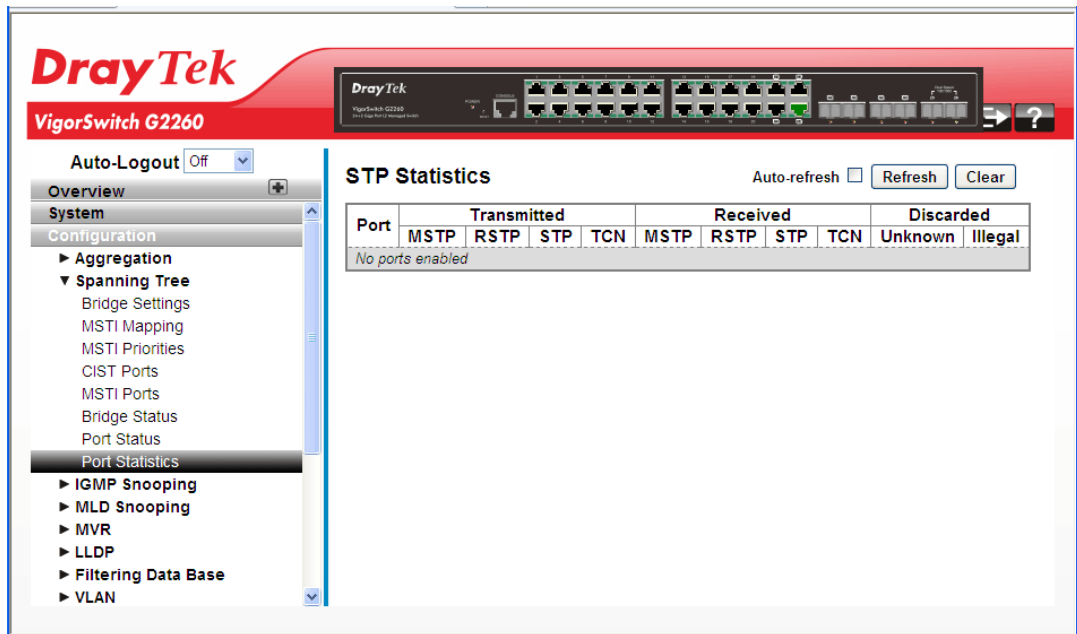 DrayTek
VigorSwitch G2260
DrayTek
VigorSwitch G2260
?
Auto-Logout Off
Overview
System
Configuration
► Aggregation
▼ Spanning Tree
Bridge Settings
MSTI Mapping
MSTI Priorities
CIST Ports
MSTI Ports
Bridge Status
Port Status
Port Statistics
► IGMP Snooping
► MLD Snooping
► MVR
► LLDP
► Filtering Data Base
► VLAN
STP Statistics
Auto-refresh Refresh Clear
Port Transmitted Received Discarded
MSTP RSTP STP TCN MSTP RSTP STP TCN Unknown Illegal
No ports enabled